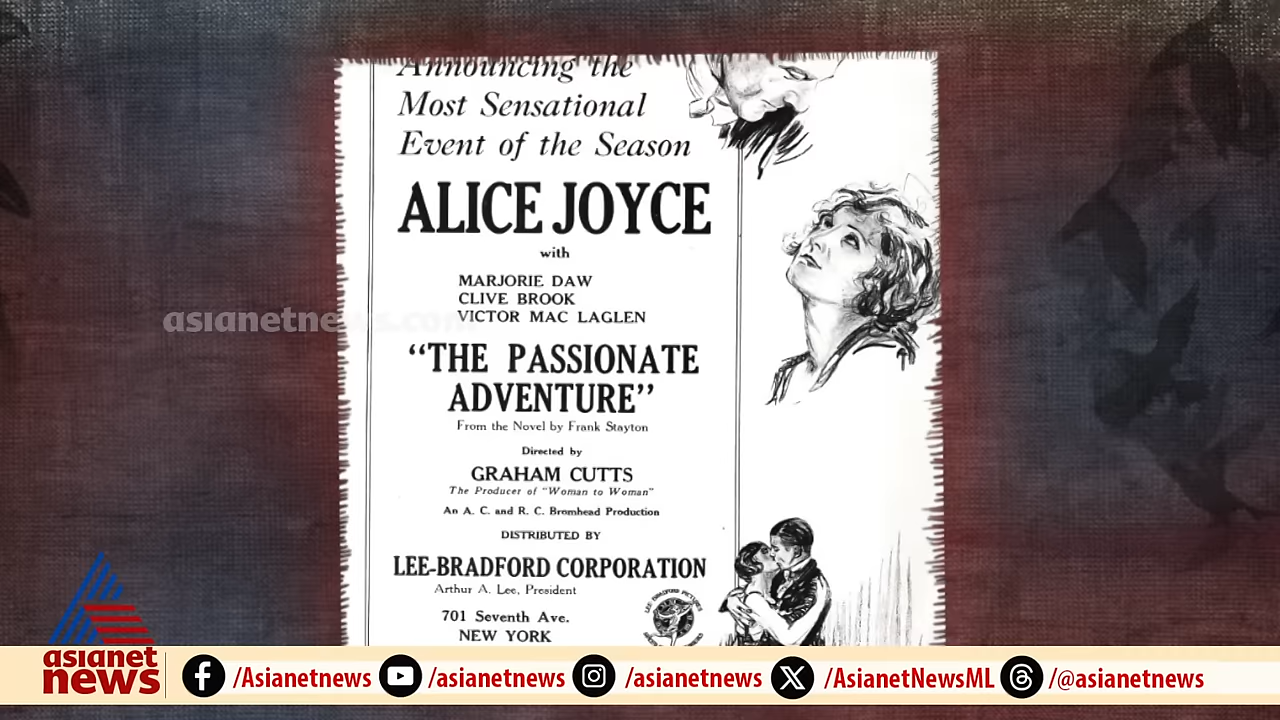 Announcing the
Most Sensational
Event of the Season
ALICE JOYCE
with
MARJORIE DAW
CLIVE BROOK
VICTOR MAC LAGLEN
"THE PASSIONATE
ADVENTURE"
From the Novel by Frank Stayton
Directed by
GRAHAM CUTTS
The Producer of "Woman to Woman"
An A. C. and R. C. Bromhead Production
DISTRIBUTED BY
LEE-BRADFORD CORPORATION
Arthur A. Lee, President
701 Seventh Ave.
NEW YORK
asianetnews.com
asianet
news
/Asianetnews
/asianetnews
/asianetnews
/AsianetNewsML
/@asianetnews